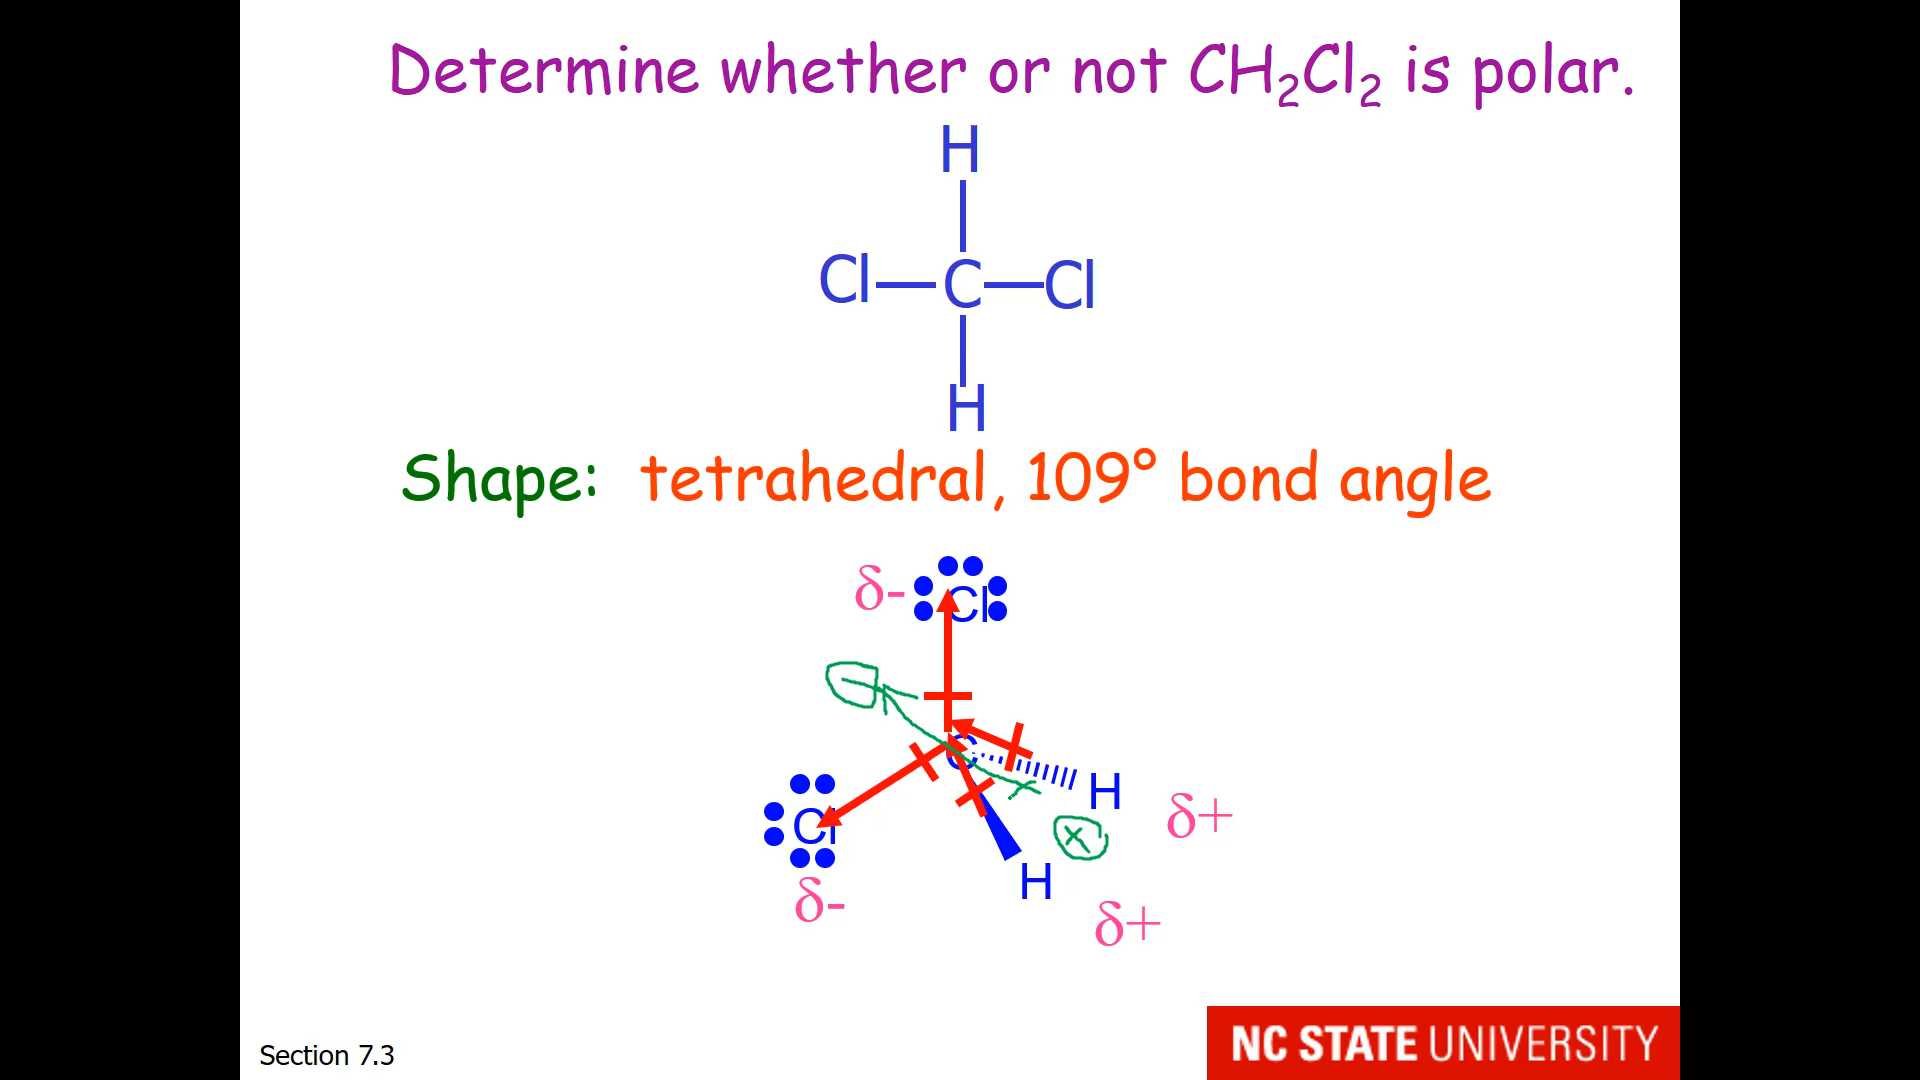 Determine whether or not CH₂Cl₂ is polar.
H
Cl—C—Cl
H
Shape: tetrahedral, 109° bond angle
δ- Cl
C
H δ+
Cl
H
δ- δ+
Section 7.3
NC STATE UNIVERSITY